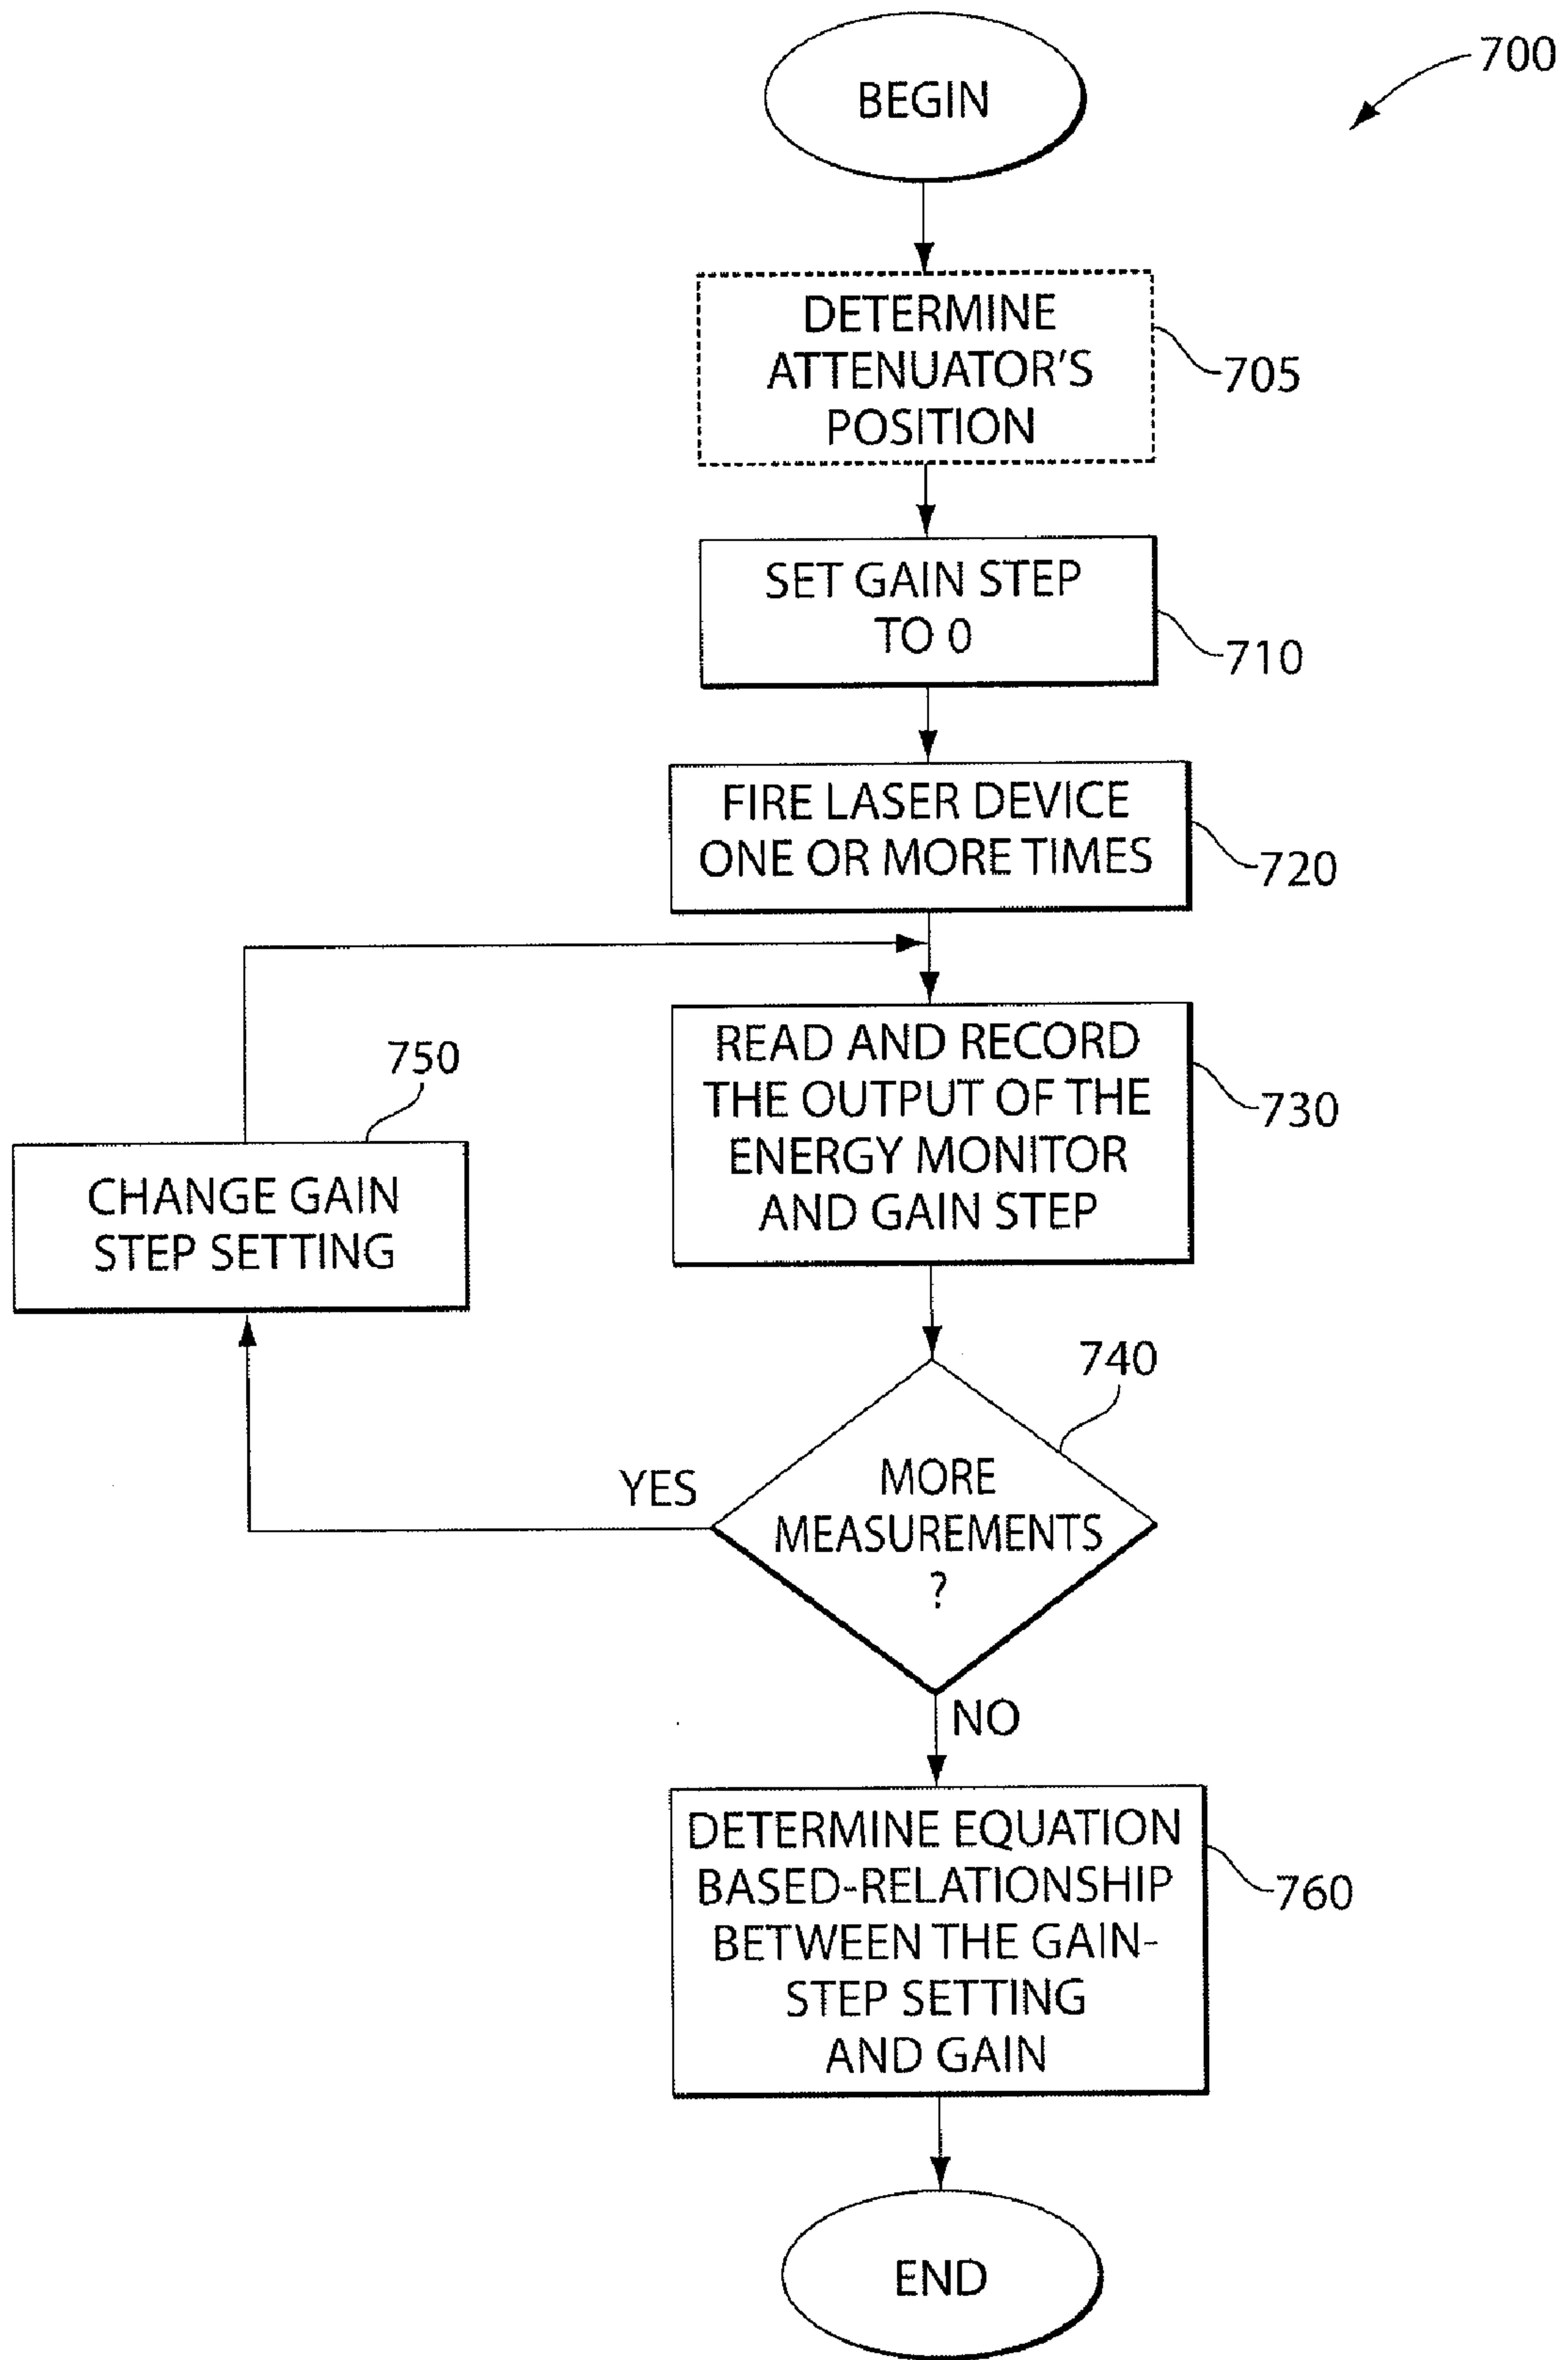 700
BEGIN
DETERMINE
ATTENUATOR'S
POSITION
705
SET GAIN STEP
TO 0
710
FIRE LASER DEVICE
ONE OR MORE TIMES
720
READ AND RECORD
THE OUTPUT OF THE
ENERGY MONITOR
AND GAIN STEP
730
750
CHANGE GAIN
STEP SETTING
740
MORE
MEASUREMENTS
?
YES
NO
DETERMINE EQUATION
BASED-RELATIONSHIP
BETWEEN THE GAIN-
STEP SETTING
AND GAIN
760
END